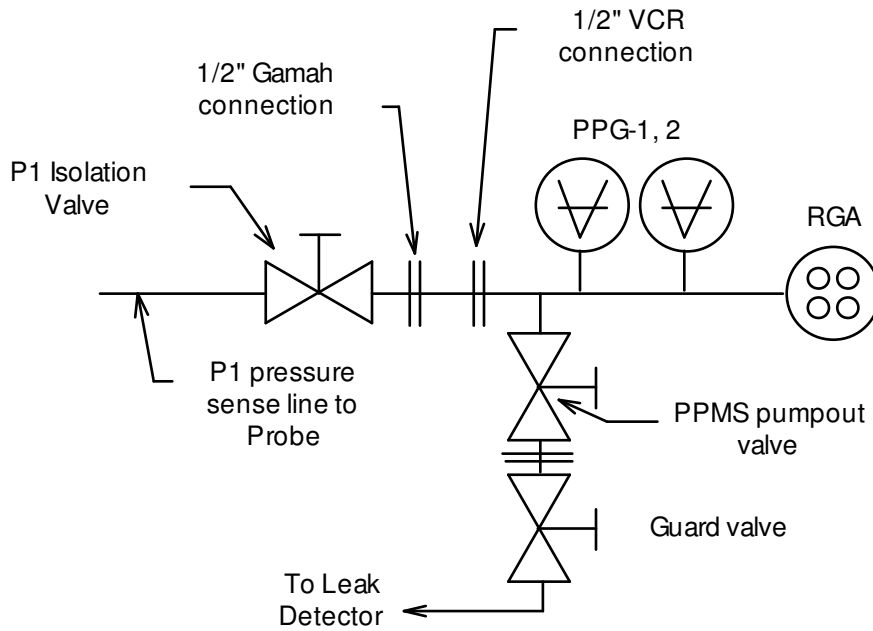 1/2" VCR
connection
1/2" Gamah
connection
PPG-1, 2
P1 Isolation
Valve
RGA
P1 pressure
sense line to
Probe
PPMS pumpout
valve
Guard valve
To Leak
Detector